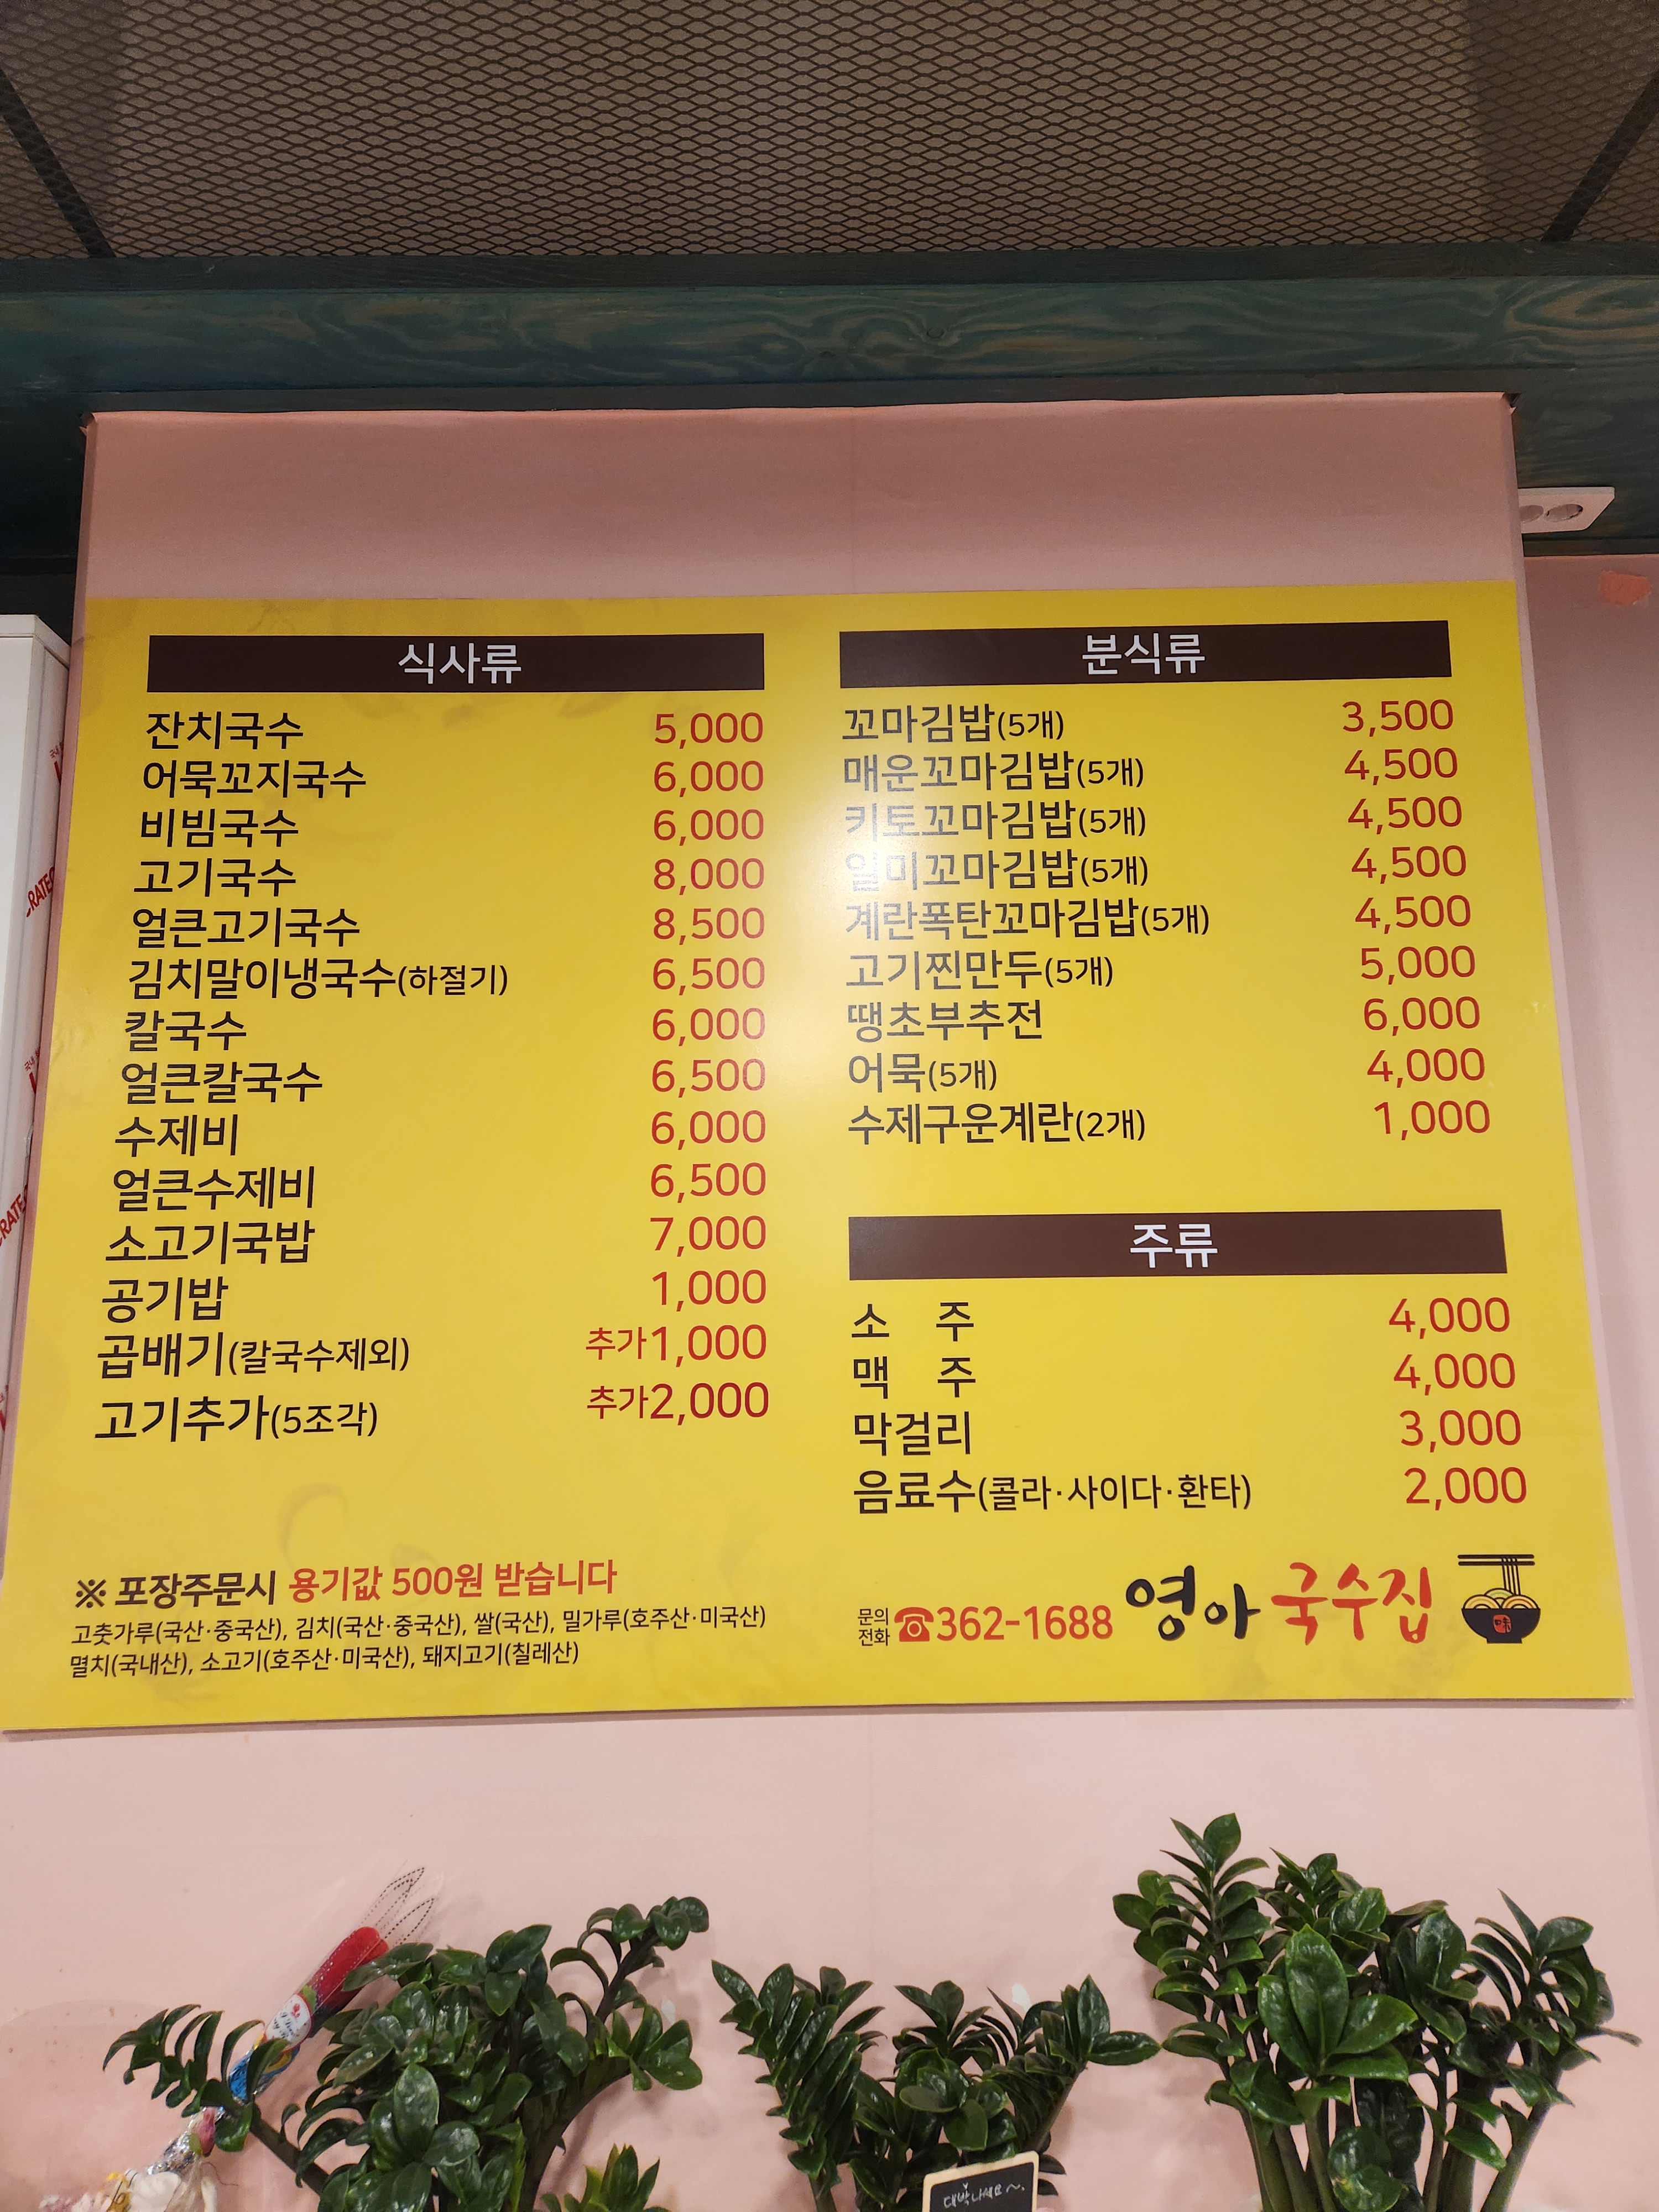 식사류
잔치국수 5,000
어묵꼬지국수 6,000
비빔국수 6,000
고기국수 8,000
얼큰고기국수 8,500
김치말이냉국수(하절기) 6,500
칼국수 6,000
얼큰칼국수 6,500
수제비 6,000
얼큰수제비 6,500
소고기국밥 7,000
공기밥 1,000
곱배기(칼국수제외) 추가1,000
고기추가(5조각) 추가2,000
※ 포장주문시 용기값 500원 받습니다
고춧가루(국산·중국산), 김치(국산·중국산), 쌀(국산), 밀가루(호주산·미국산)
멸치(국내산), 소고기(호주산·미국산), 돼지고기(칠레산)
분식류
꼬마김밥(5개) 3,500
매운꼬마김밥(5개) 4,500
키토꼬마김밥(5개) 4,500
일미꼬마김밥(5개) 4,500
계란폭탄꼬마김밥(5개) 4,500
고기찐만두(5개) 5,000
땡초부추전 6,000
어묵(5개) 4,000
수제구운계란(2개) 1,000
주류
소 주 4,000
맥 주 4,000
막걸리 3,000
음료수(콜라·사이다·환타) 2,000
문의
전화 ☎362-1688 영아 국수집
味
대박나세요~